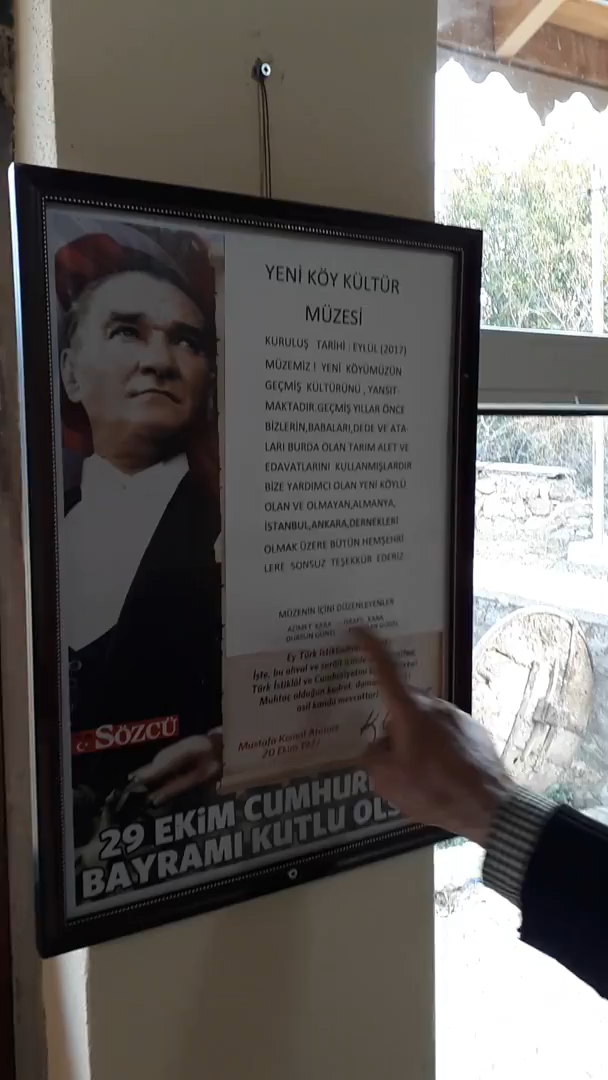 YENİ KÖY KÜLTÜR
MÜZESİ
KURULUŞ TARİHİ : EYLÜL (2017)
MÜZEMİZ ! YENİ KÖYÜMÜZÜN
GEÇMİŞ KÜLTÜRÜNÜ , YANSIT-
MAKTADIR.GEÇMİŞ YILLAR ÖNCE
BİZLERİN,BABALARI,DEDE VE ATA-
LARI BURDA OLAN TARIM ALET VE
EDAVATLARINI KULLANMIŞLARDIR
BİZE YARDIMCI OLAN YENİ KÖYLÜ
OLAN VE OLMAYAN,ALMANYA,
İSTANBUL,ANKARA,DERNEKLERİ
OLMAK ÜZERE BÜTÜN HEMŞEHRİ
LERE SONSUZ TEŞEKKÜR EDERİZ
MÜZENİN İÇİNİ DÜZENLEYENLER
KARA
DURSUN GÜNEL
Ey Türk İstikbalinin
İşte, bu ahval ve şerait içinde
Türk İstiklâl ve Cumhuriyetini
Muhtaç olduğun kudret,
asil kanda mevcuttur
Mustafa Kemal Atatürk
20 Ekim 1927
SÖZCÜ
29 EKİM CUMHUR
BAYRAMI KUTLU OLS